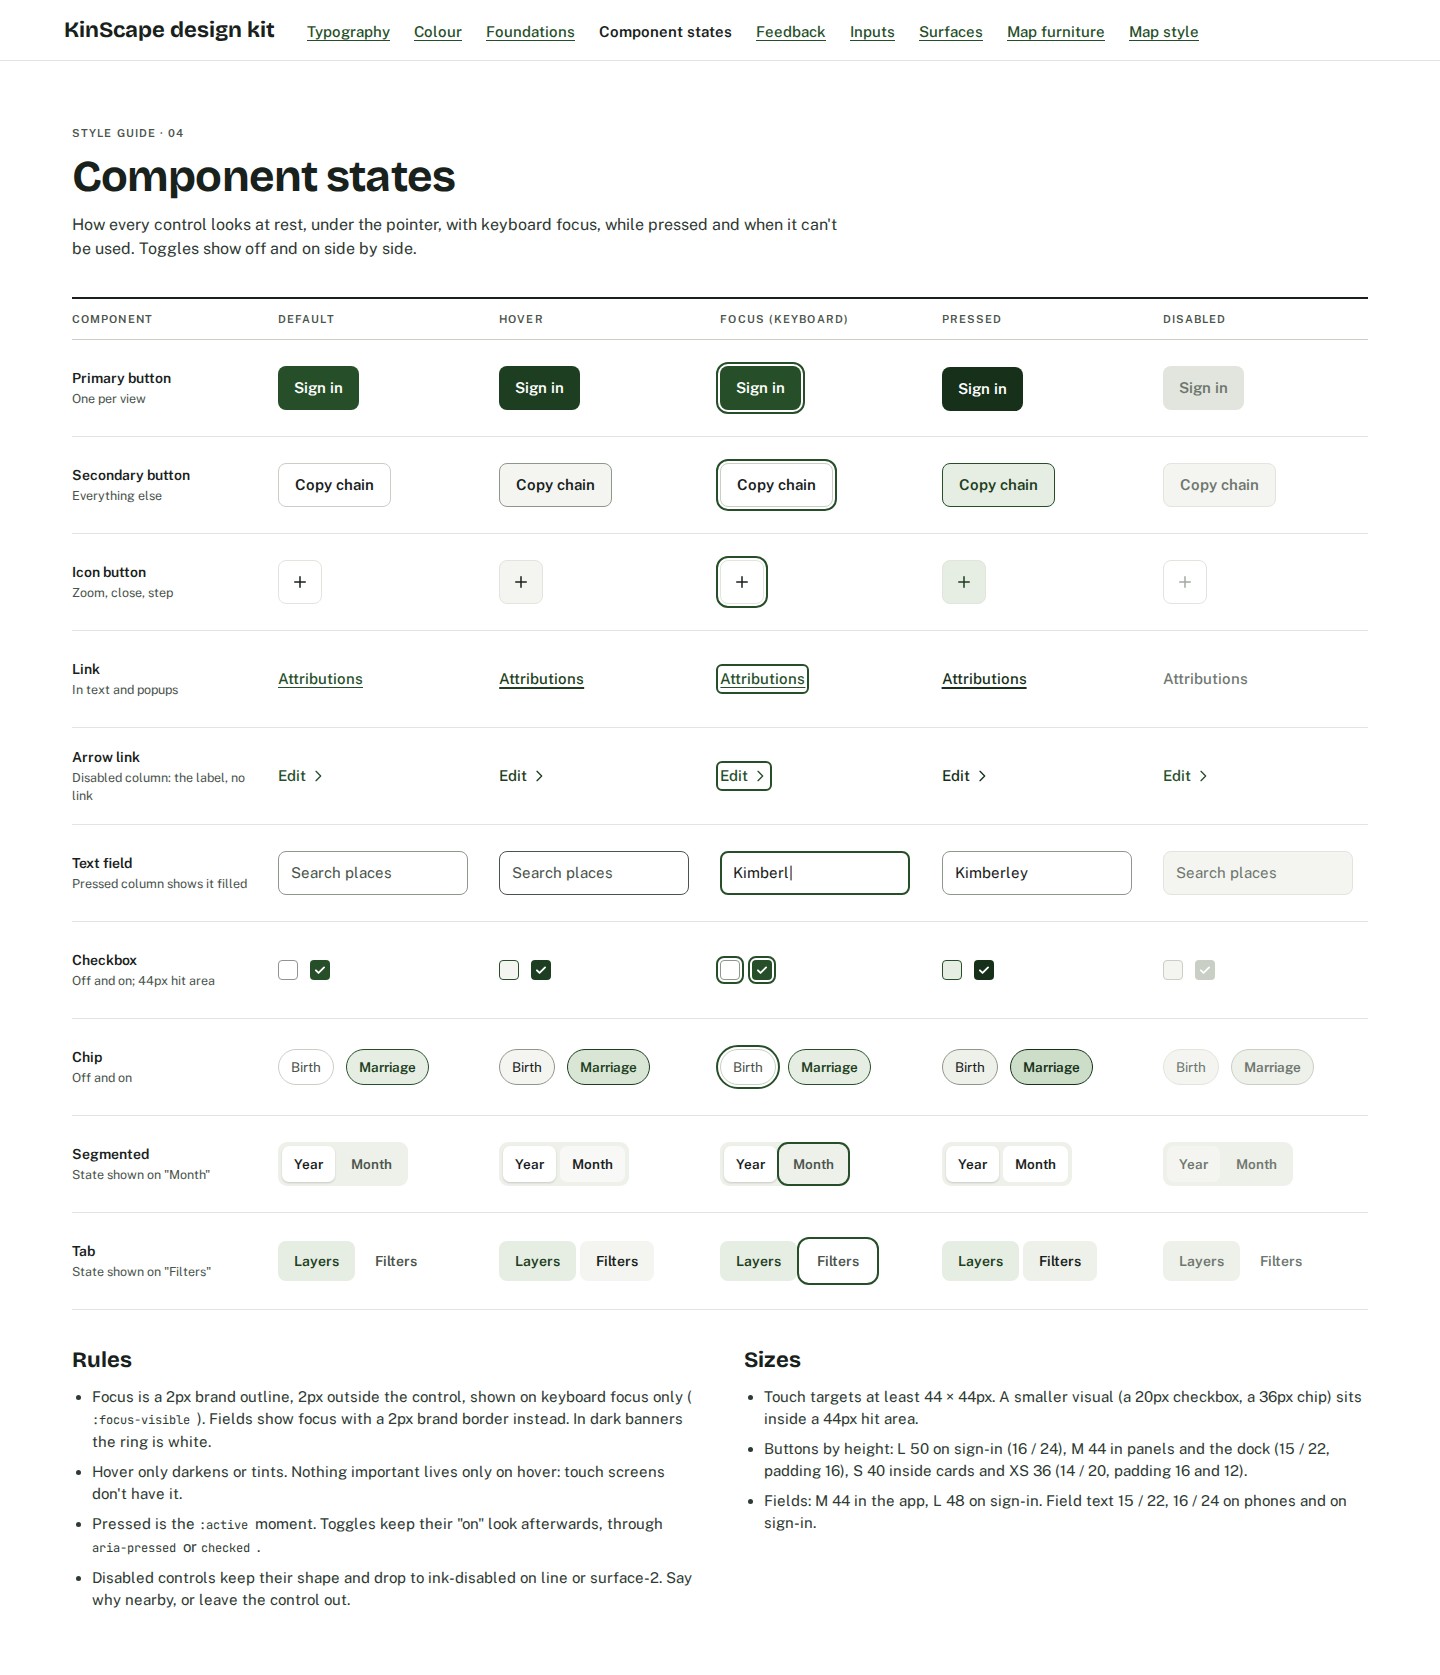 KinScape design kit Typography Colour Foundations Component states Feedback Inputs Surfaces Map furniture Map style
STYLE GUIDE · 04
Component states
How every control looks at rest, under the pointer, with keyboard focus, while pressed and when it can't
be used. Toggles show off and on side by side.
COMPONENT DEFAULT HOVER FOCUS (KEYBOARD) PRESSED DISABLED
Primary button
One per view
Sign in Sign in Sign in Sign in Sign in
Secondary button
Everything else
Copy chain Copy chain Copy chain Copy chain Copy chain
Icon button
Zoom, close, step
Link
In text and popups
Attributions Attributions Attributions Attributions Attributions
Arrow link
Disabled column: the label, no
link
Edit Edit Edit Edit Edit
Text field
Pressed column shows it filled
Search places Search places Kimberl Kimberley Search places
Checkbox
Off and on; 44px hit area
Chip
Off and on
Birth Marriage Birth Marriage Birth Marriage Birth Marriage Birth Marriage
Segmented
State shown on "Month"
Year Month Year Month Year Month Year Month Year Month
Tab
State shown on "Filters"
Layers Filters Layers Filters Layers Filters Layers Filters Layers Filters
Rules
• Focus is a 2px brand outline, 2px outside the control, shown on keyboard focus only (
:focus-visible ). Fields show focus with a 2px brand border instead. In dark banners
the ring is white.
• Hover only darkens or tints. Nothing important lives only on hover: touch screens
don't have it.
• Pressed is the :active moment. Toggles keep their "on" look afterwards, through
aria-pressed or checked .
• Disabled controls keep their shape and drop to ink-disabled on line or surface-2. Say
why nearby, or leave the control out.
Sizes
• Touch targets at least 44 × 44px. A smaller visual (a 20px checkbox, a 36px chip) sits
inside a 44px hit area.
• Buttons by height: L 50 on sign-in (16 / 24), M 44 in panels and the dock (15 / 22,
padding 16), S 40 inside cards and XS 36 (14 / 20, padding 16 and 12).
• Fields: M 44 in the app, L 48 on sign-in. Field text 15 / 22, 16 / 24 on phones and on
sign-in.